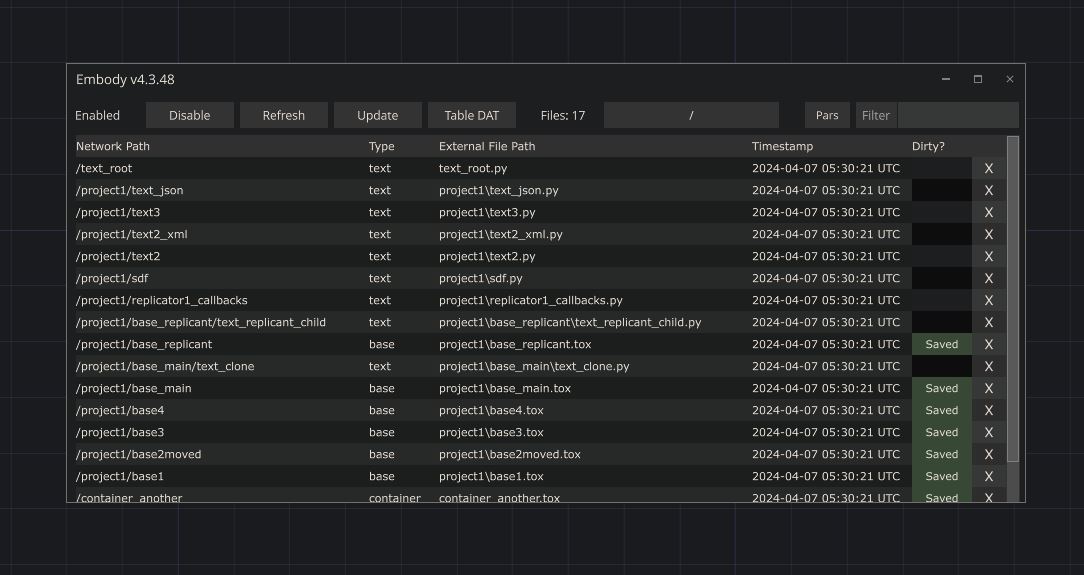 Embody v4.3.48
Enabled Disable Refresh Update Table DAT Files: 17 / Pars Filter
Network Path Type External File Path Timestamp Dirty?
/text_root text text_root.py 2024-04-07 05:30:21 UTC X
/project1/text_json text project1\text_json.py 2024-04-07 05:30:21 UTC X
/project1/text3 text project1\text3.py 2024-04-07 05:30:21 UTC X
/project1/text2_xml text project1\text2_xml.py 2024-04-07 05:30:21 UTC X
/project1/text2 text project1\text2.py 2024-04-07 05:30:21 UTC X
/project1/sdf text project1\sdf.py 2024-04-07 05:30:21 UTC X
/project1/replicator1_callbacks text project1\replicator1_callbacks.py 2024-04-07 05:30:21 UTC X
/project1/base_replicant/text_replicant_child text project1\base_replicant\text_replicant_child.py 2024-04-07 05:30:21 UTC X
/project1/base_replicant base project1\base_replicant.tox 2024-04-07 05:30:21 UTC Saved X
/project1/base_main/text_clone text project1\base_main\text_clone.py 2024-04-07 05:30:21 UTC X
/project1/base_main base project1\base_main.tox 2024-04-07 05:30:21 UTC Saved X
/project1/base4 base project1\base4.tox 2024-04-07 05:30:21 UTC Saved X
/project1/base3 base project1\base3.tox 2024-04-07 05:30:21 UTC Saved X
/project1/base2moved base project1\base2moved.tox 2024-04-07 05:30:21 UTC Saved X
/project1/base1 base project1\base1.tox 2024-04-07 05:30:21 UTC Saved X
/container_another container container_another.tox 2024-04-07 05:30:21 UTC Saved X